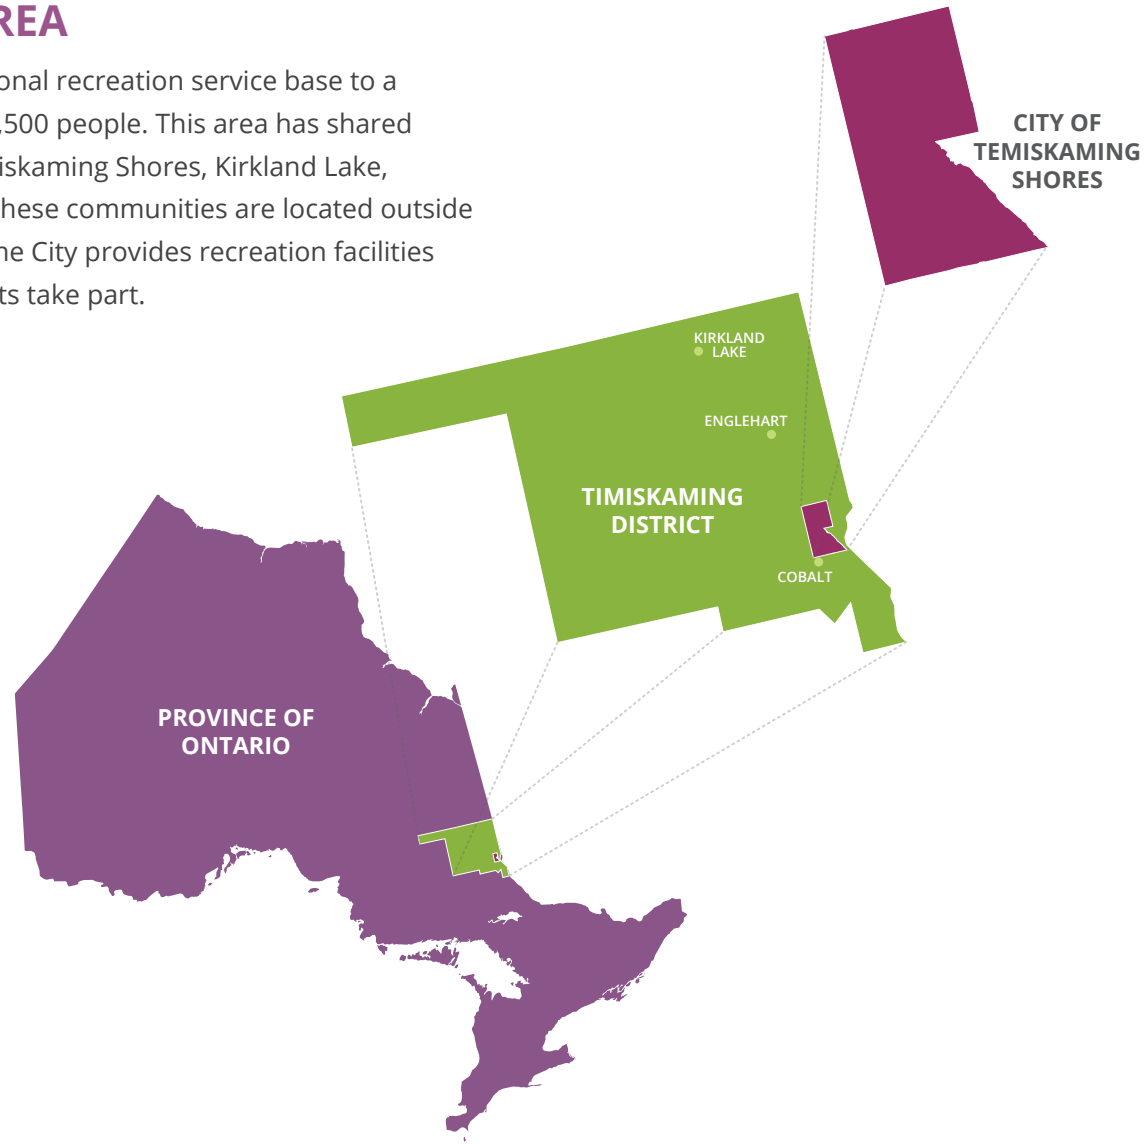 REA
onal recreation service base to a
,500 people. This area has shared
iskaming Shores, Kirkland Lake,
hese communities are located outside
he City provides recreation facilities
ts take part.
CITY OF
TEMISKAMING
SHORES
KIRKLAND
LAKE
ENGLEHART
TIMISKAMING
DISTRICT
COBALT
PROVINCE OF
ONTARIO